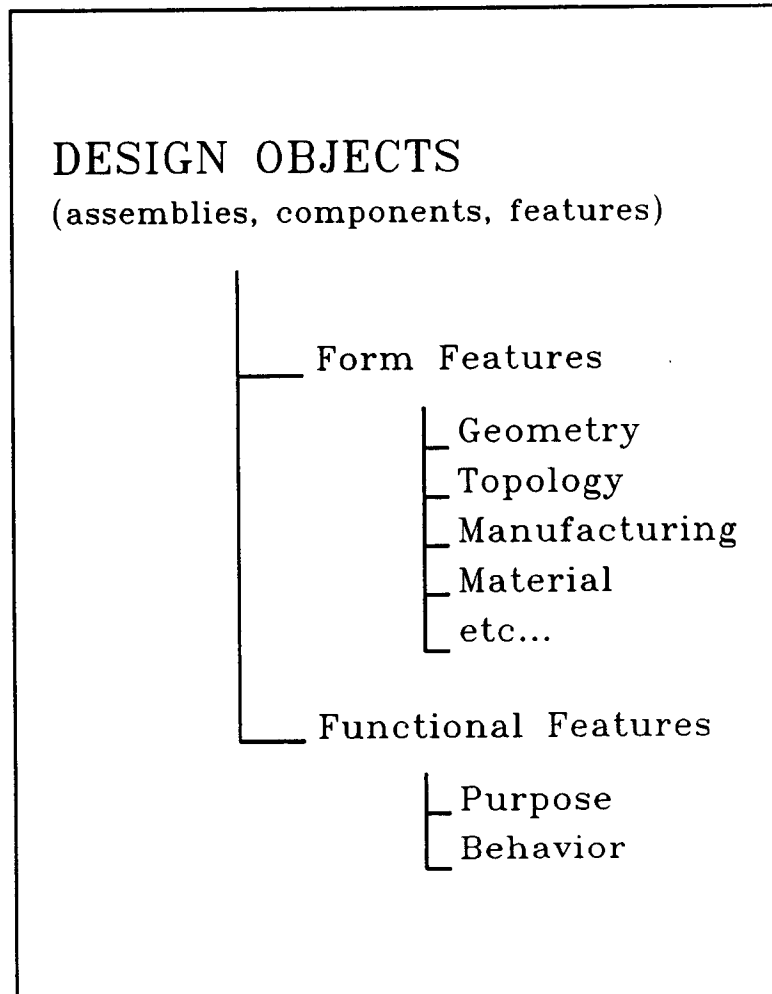 DESIGN OBJECTS
(assemblies, components, features)
Form Features
Geometry
Topology
Manufacturing
Material
etc...
Functional Features
Purpose
Behavior